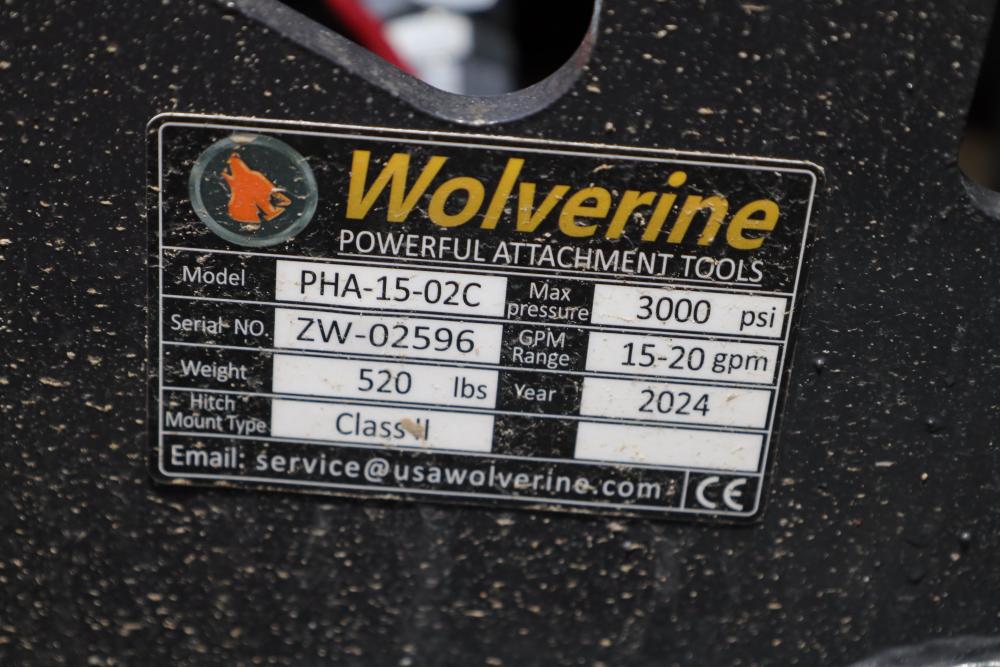 Wolverine
POWERFUL ATTACHMENT TOOLS
Model PHA-15-02C Max pressure 3000 psi
Serial NO. ZW-02596 GPM Range 15-20 gpm
Weight 520 lbs Year 2024
Hitch Mount Type Class II
Email: service@usawolverine.com CE